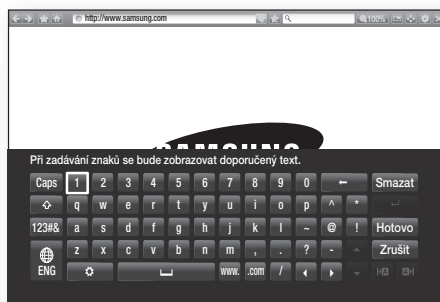 http://www.samsung.com 100%
SAMSUNG
Při zadávání znaků se bude zobrazovat doporučený text.
Caps 1 2 3 4 5 6 7 8 9 0 ← Smazat
q w e r t y u i o p ^ *
123#& a s d f g h j k l ~ @ ! Hotovo
z x c v b n m , . ? - Zrušit
ENG www. .com /